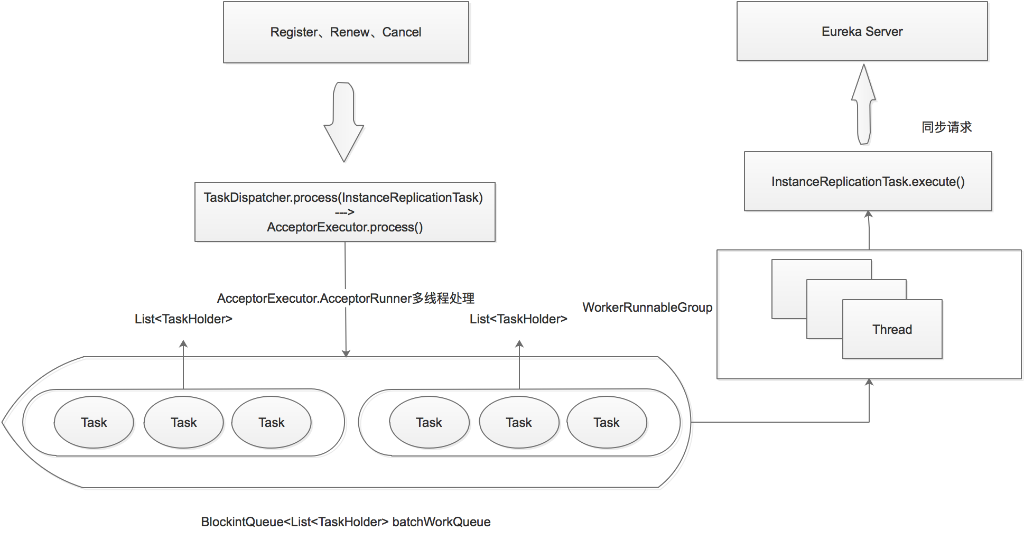 Register、Renew、Cancel
Eureka Server
同步请求
TaskDispatcher.process(InstanceReplicationTask)
--->
AcceptorExecutor.process()
InstanceReplicationTask.execute()
AcceptorExecutor.AcceptorRunner多线程处理
List<TaskHolder>
List<TaskHolder>
WorkerRunnableGroup
Thread
Task
Task
Task
Task
Task
Task
BlockintQueue<List<TaskHolder> batchWorkQueue